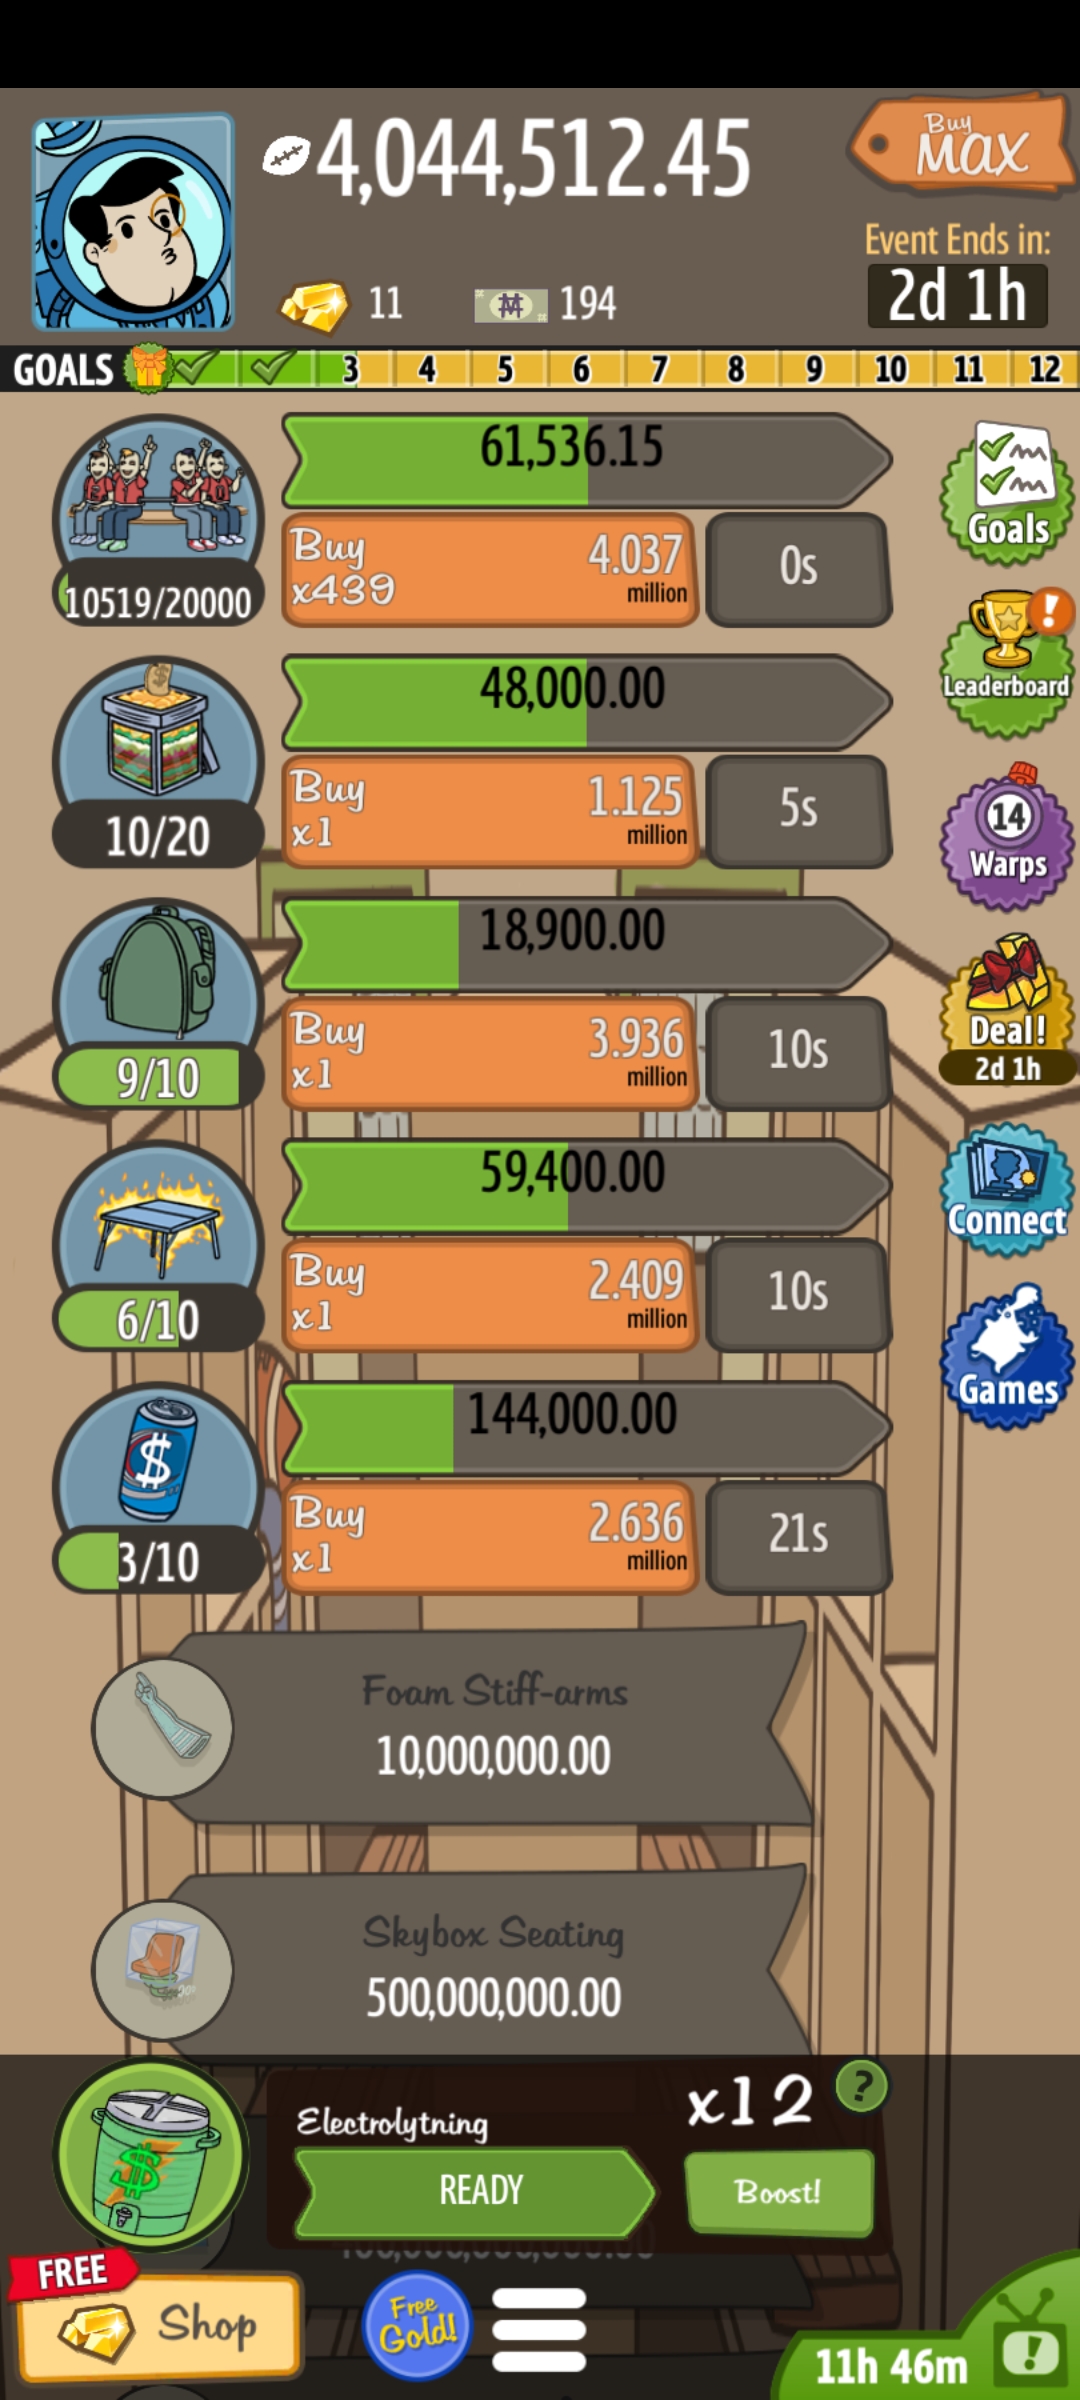 4,044,512.45
Buy
MAX
Event Ends in:
2d 1h
11
194
GOALS
3 4 5 6 7 8 9 10 11 12
61,536.15
Buy
x439
4.037
million
0s
10519/20000
Goals
48,000.00
Buy
x1
1.125
million
5s
10/20
Leaderboard
18,900.00
Buy
x1
3.936
million
10s
9/10
14
Warps
Deal!
2d 1h
59,400.00
Buy
x1
2.409
million
10s
6/10
Connect
144,000.00
Buy
x1
2.636
million
21s
3/10
Games
Foam Stiff-arms
10,000,000.00
Skybox Seating
500,000,000.00
Electrolytning
x12
?
READY
Boost!
FREE
Shop
Free
Gold!
11h 46m